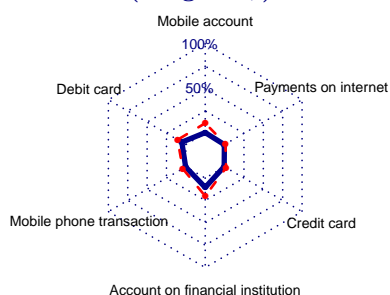 Mobile account
100%
Debit card
50%
Payments on internet
Mobile phone transaction
Credit card
Account on financial institution